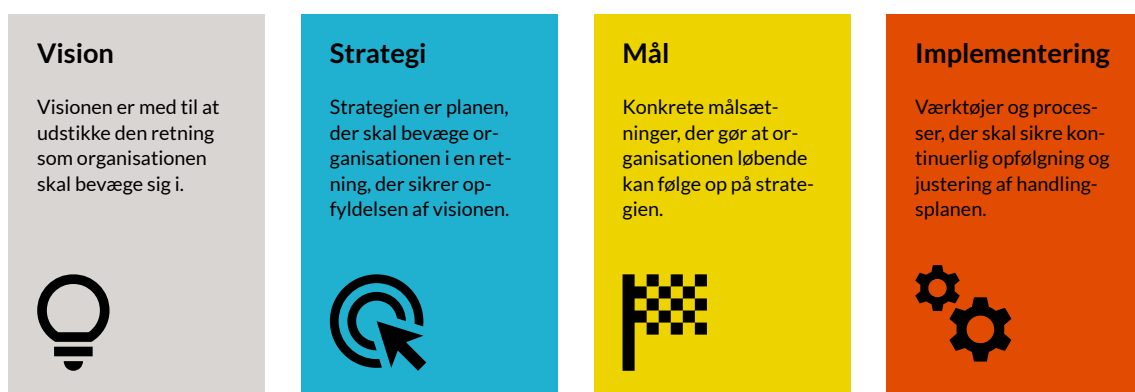 Vision
Visionen er med til at
udstikke den retning
som organisationen
skal bevæge sig i.
Strategi
Strategien er planen,
der skal bevæge or-
ganisationen i en ret-
ning, der sikrer op-
fyldelsen af visionen.
Mål
Konkrete målsæt-
ninger, der gør at or-
ganisationen løbende
kan følge op på strate-
gien.
Implementering
Værktøjer og proces-
ser, der skal sikre kon-
tinuerlig opfølgning og
justering af handling-
splanen.